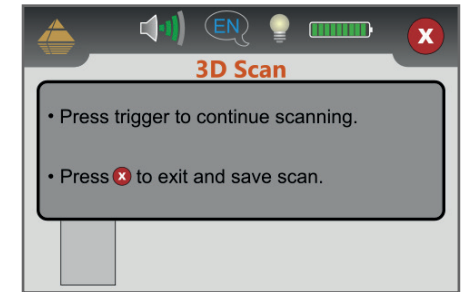 EN
X
3D Scan
• Press trigger to continue scanning.
• Press x to exit and save scan.